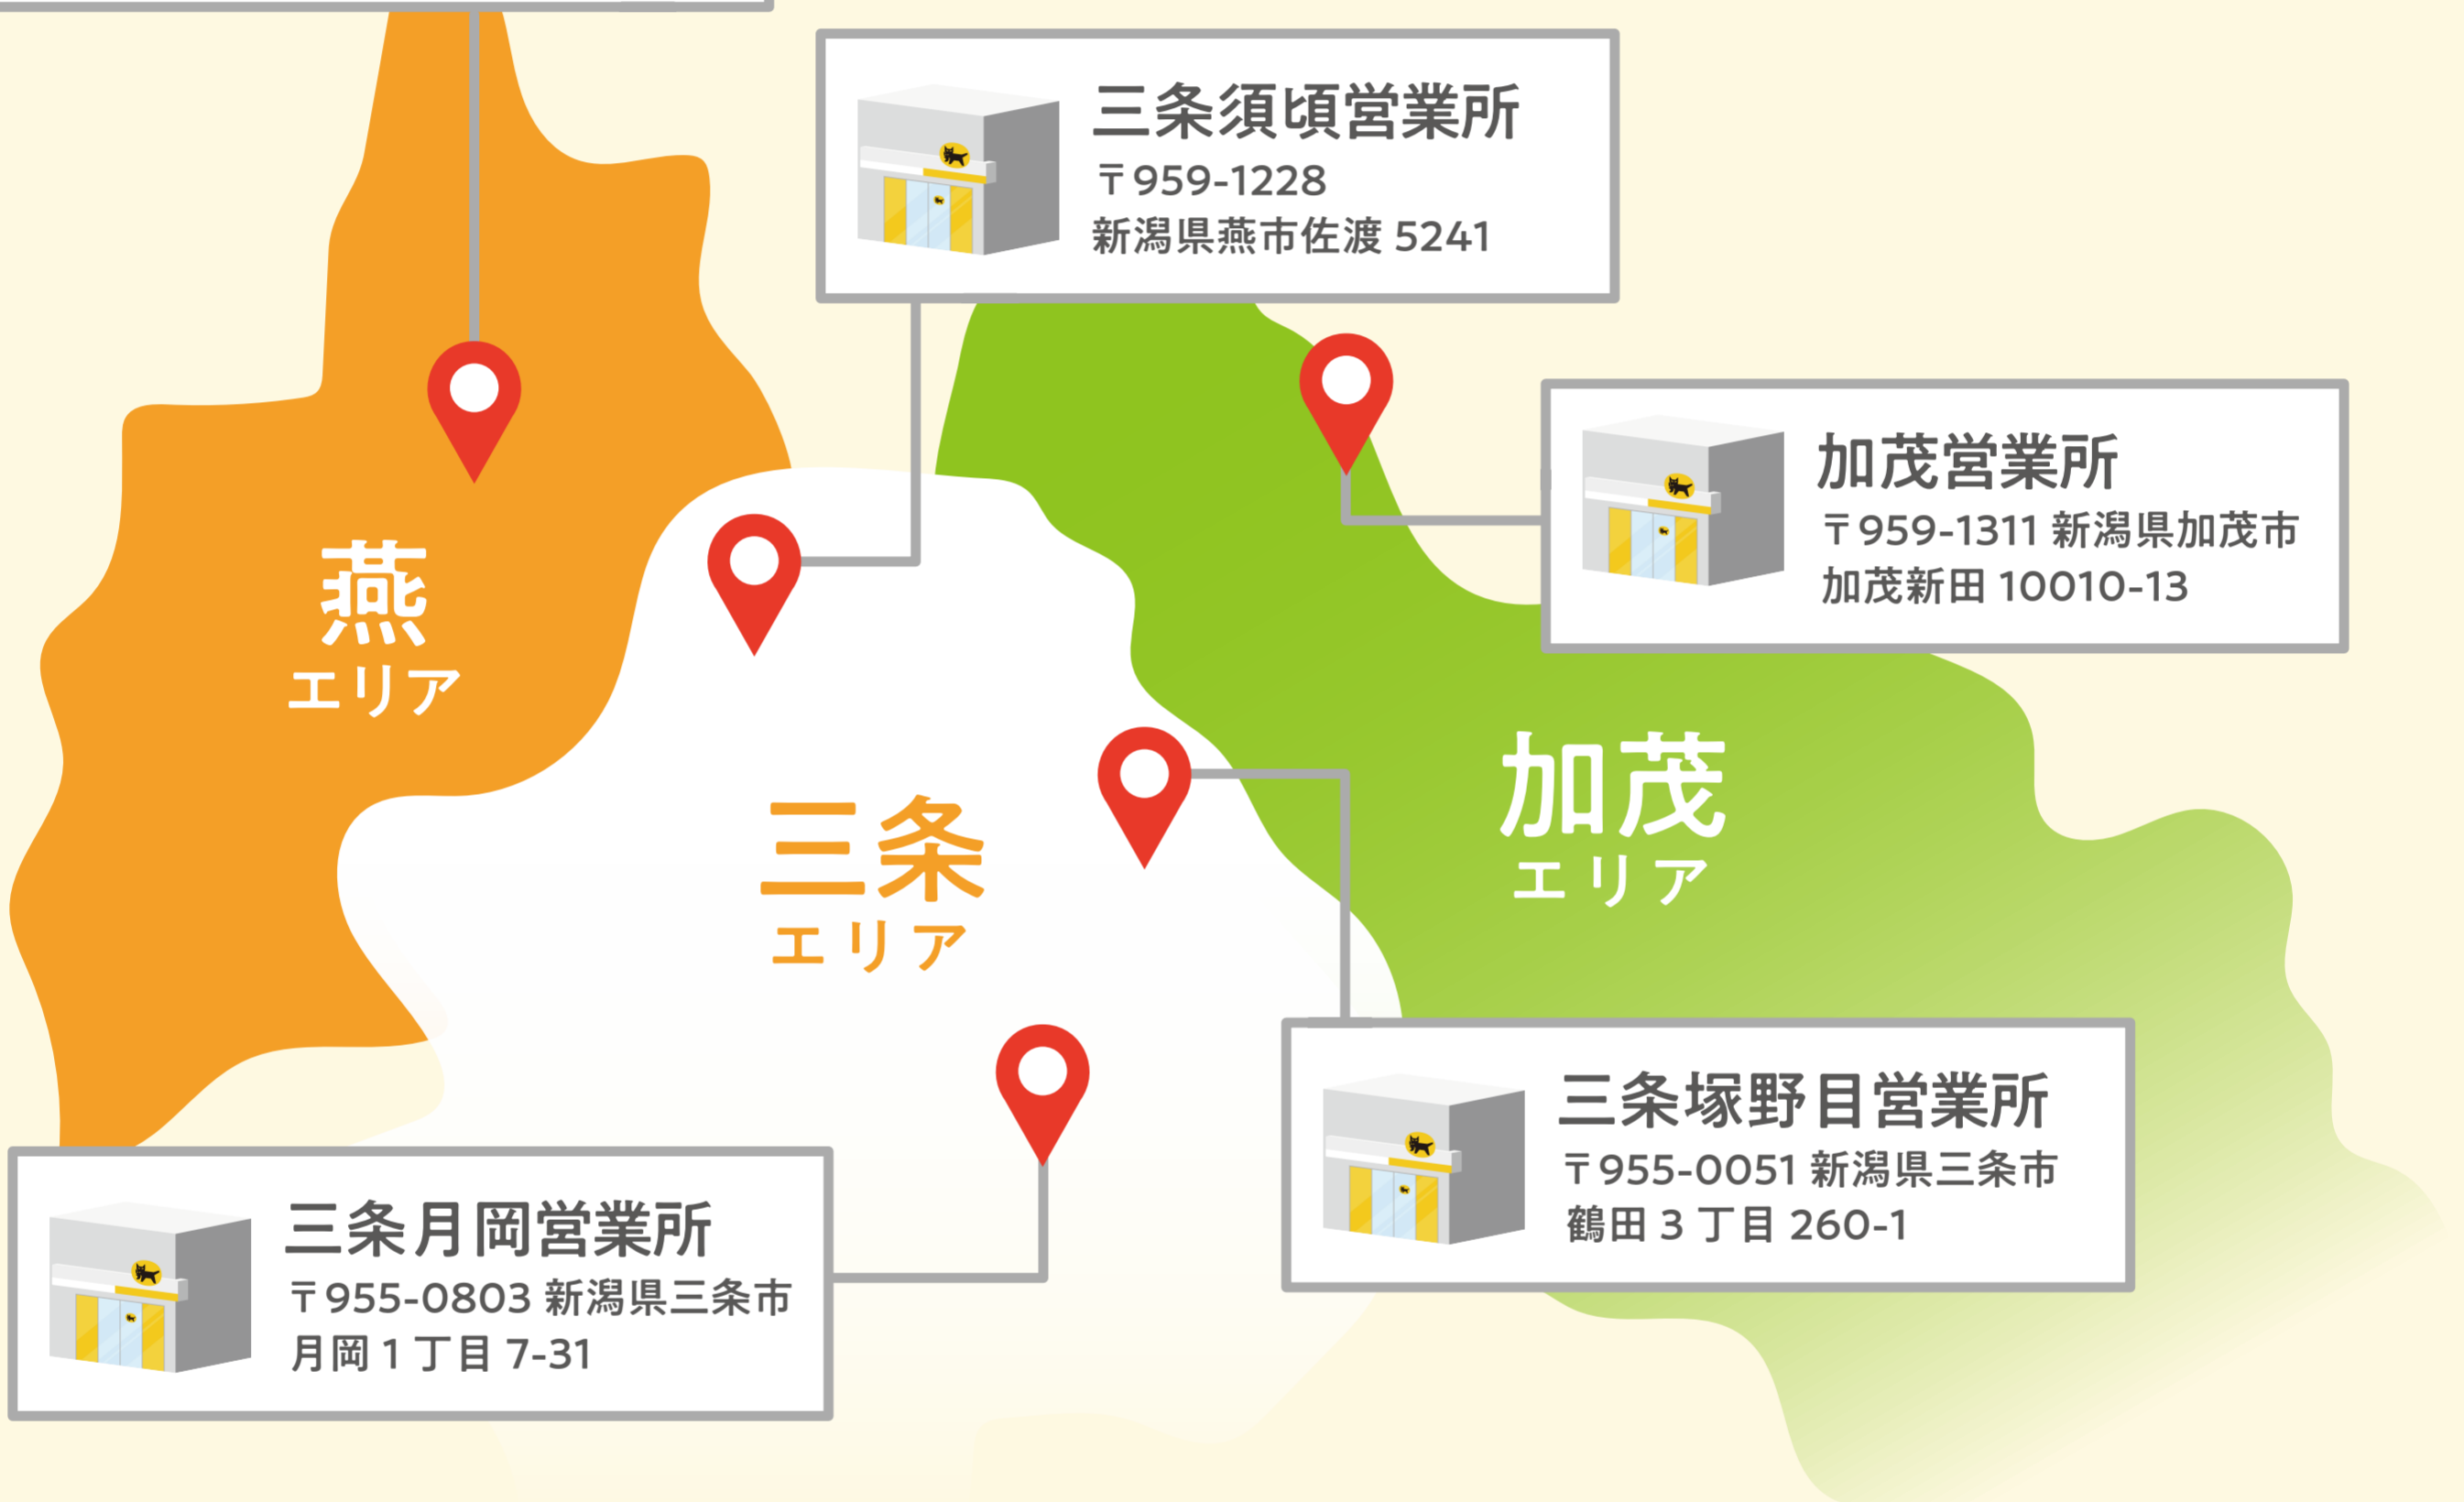 三条須頃営業所
〒959-1228
新潟県燕市佐渡 5241
加茂営業所
〒959-1311 新潟県加茂市
加茂新田 10010-13
燕
エリア
三条
エリア
加茂
エリア
三条塚野目営業所
〒955-0051 新潟県三条市
鶴田 3 丁目 260-1
三条月岡営業所
〒955-0803 新潟県三条市
月岡 1 丁目 7-31